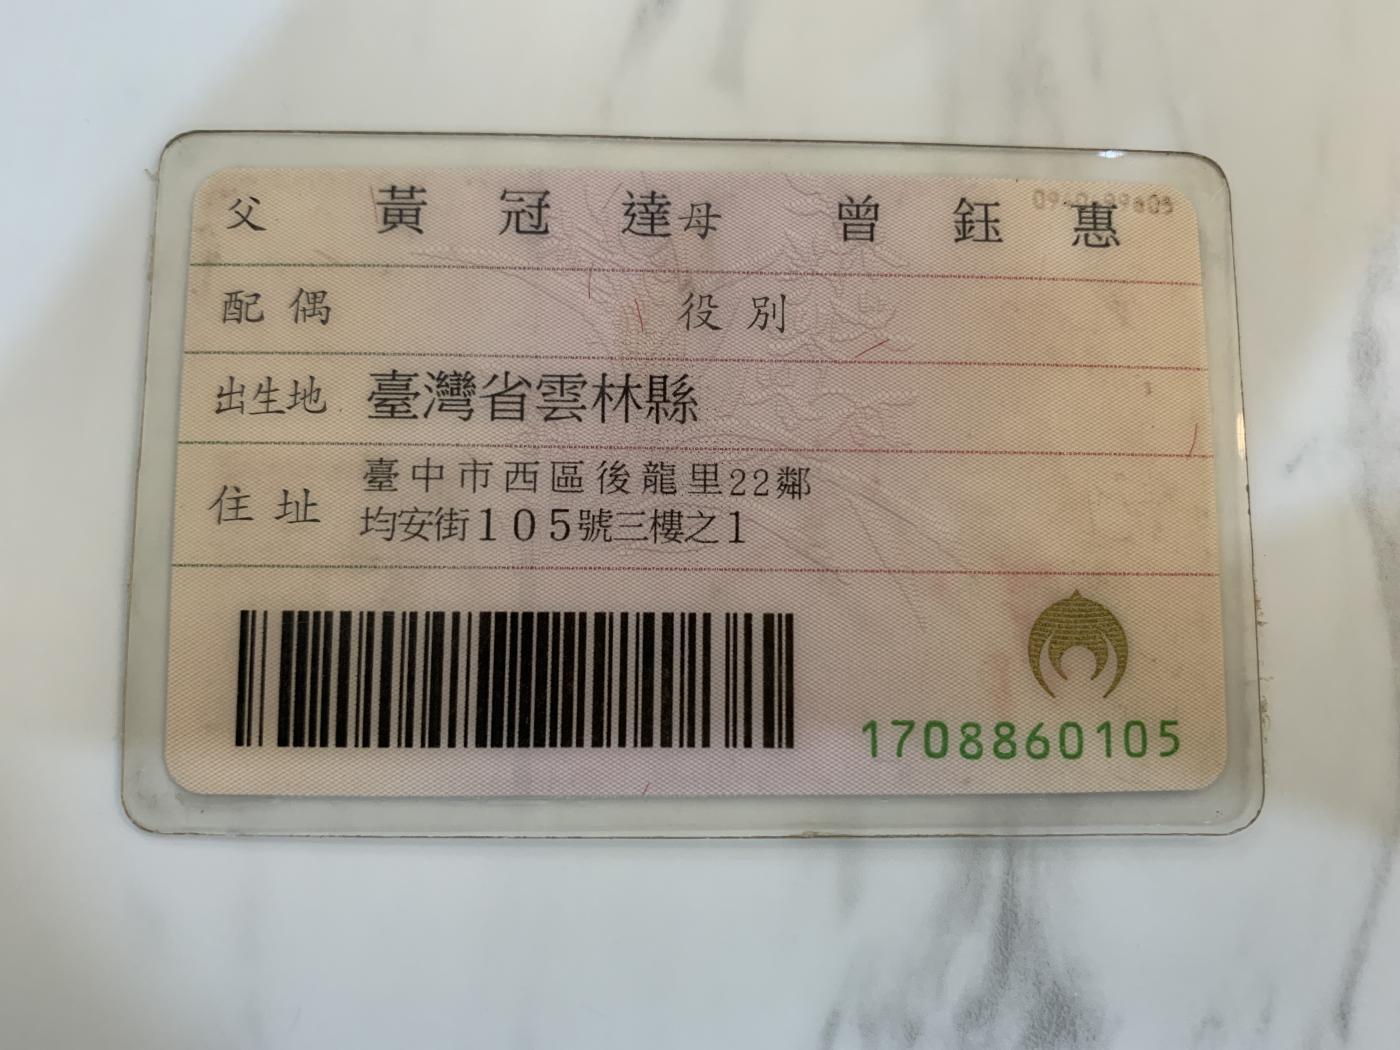 父 黃冠達 母 曾鈺惠
配偶 役別
出生地 臺灣省雲林縣
住址 臺中市西區後龍里22鄰
均安街105號三樓之1
1708860105